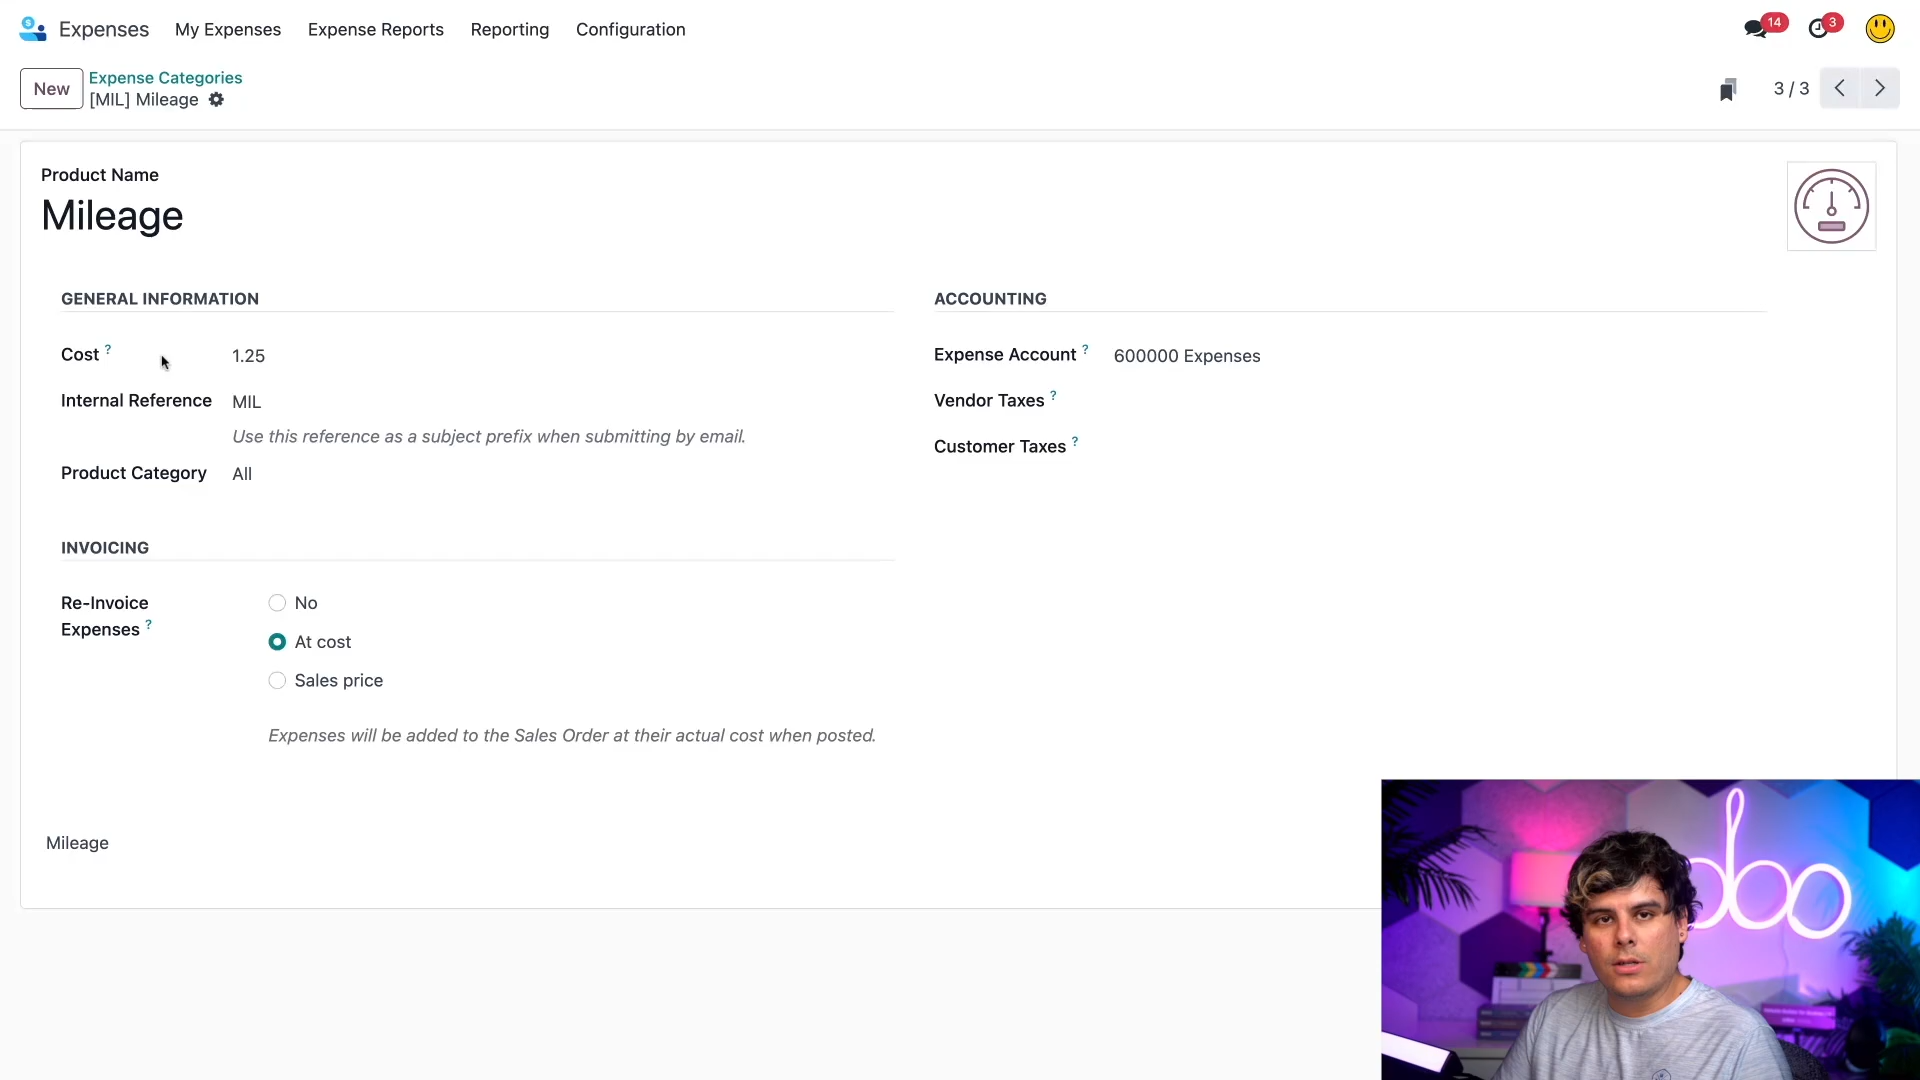 Expenses My Expenses Expense Reports Reporting Configuration 14 3
New Expense Categories
[MIL] Mileage
3 / 3
Product Name
Mileage
GENERAL INFORMATION
Cost ? 1.25
Internal Reference MIL
Use this reference as a subject prefix when submitting by email.
Product Category All
ACCOUNTING
Expense Account ? 600000 Expenses
Vendor Taxes ?
Customer Taxes ?
INVOICING
Re-Invoice
Expenses ?
No
At cost
Sales price
Expenses will be added to the Sales Order at their actual cost when posted.
Mileage
odoo